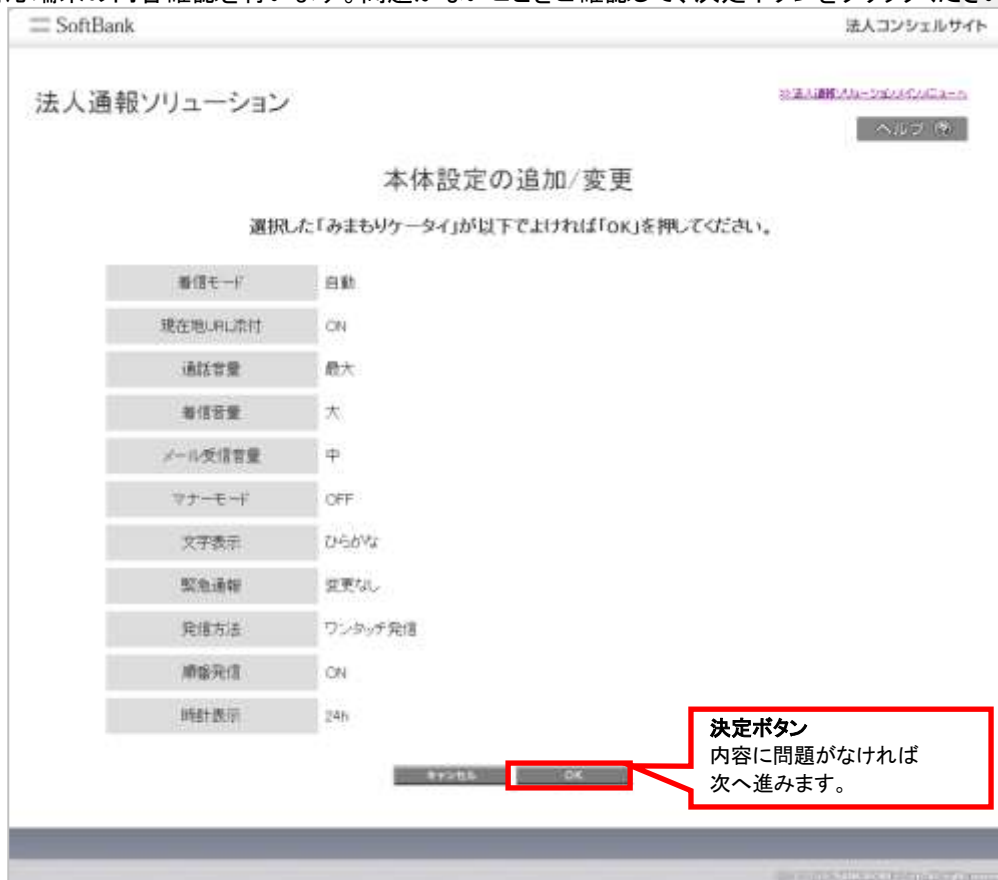 SoftBank
法人コンシェルサイト
法人通報ソリューション
ヘルプ
本体設定の追加/変更
選択した「みまもりケータイ」が以下でよければ「OK」を押してください。
着信モード 自動
現在地URL添付 ON
通話音量 最大
着信音量 大
メール受信音量 中
マナーモード OFF
文字表示 ひらがな
緊急通報 変更なし
発信方法 ワンタッチ発信
順番発信 ON
時計表示 24h
決定ボタン
内容に問題がなければ
次へ進みます。
キャンセル OK